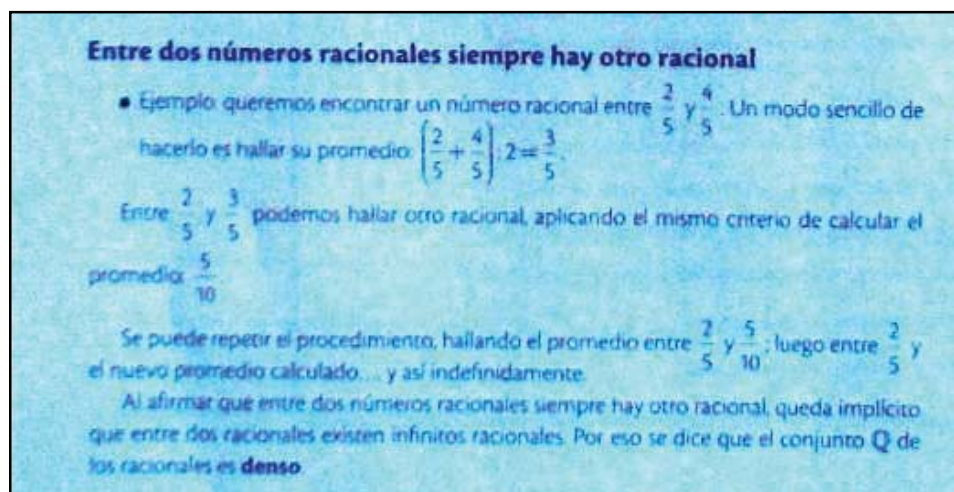 Entre dos números racionales siempre hay otro racional
• Ejemplo: queremos encontrar un número racional entre 2/5 y 4/5. Un modo sencillo de
hacerlo es hallar su promedio: (2/5 + 4/5) : 2 = 3/5.
Entre 2/5 y 3/5 podemos hallar otro racional, aplicando el mismo criterio de calcular el
promedio: 5/10
Se puede repetir el procedimiento, hallando el promedio entre 2/5 y 5/10; luego entre 2/5 y
el nuevo promedio calculado... y así indefinidamente.
Al afirmar que entre dos números racionales siempre hay otro racional, queda implícito
que entre dos racionales existen infinitos racionales. Por eso se dice que el conjunto Q de
los racionales es denso